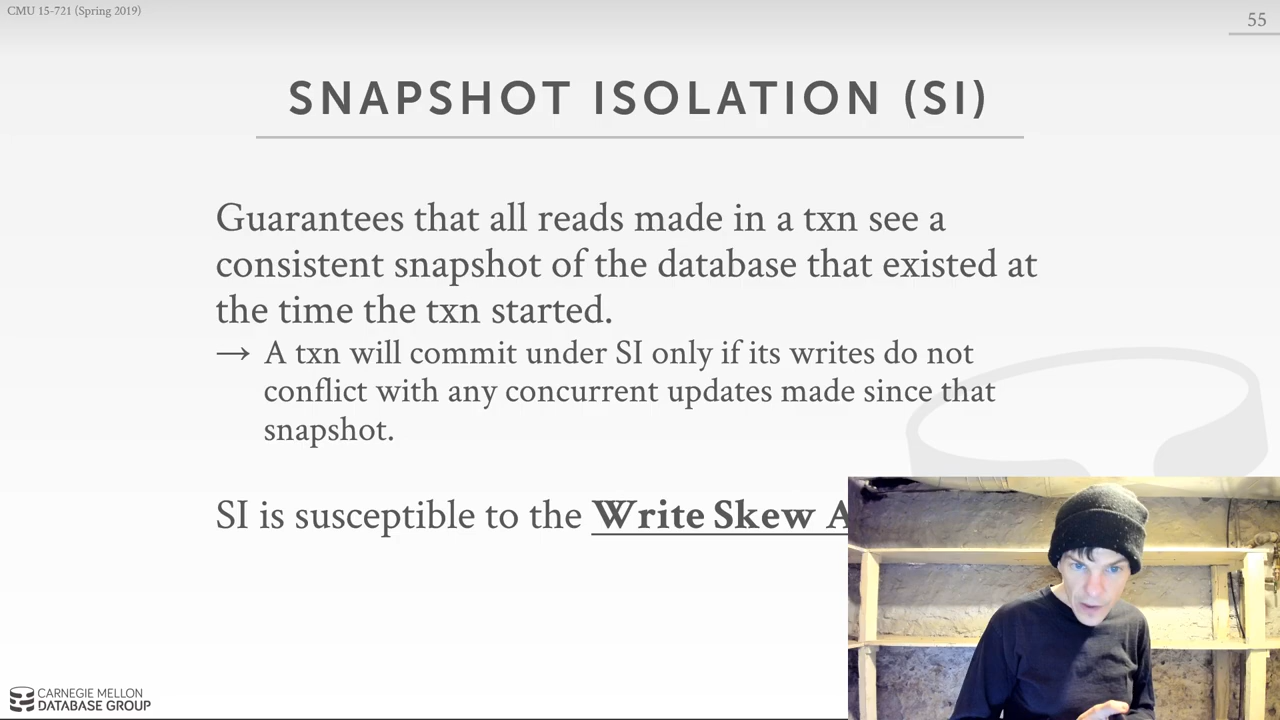 CMU 15-721 (Spring 2019)
55
SNAPSHOT ISOLATION (SI)
Guarantees that all reads made in a txn see a
consistent snapshot of the database that existed at
the time the txn started.
→ A txn will commit under SI only if its writes do not
conflict with any concurrent updates made since that
snapshot.
SI is susceptible to the Write Skew
CARNEGIE MELLON
DATABASE GROUP